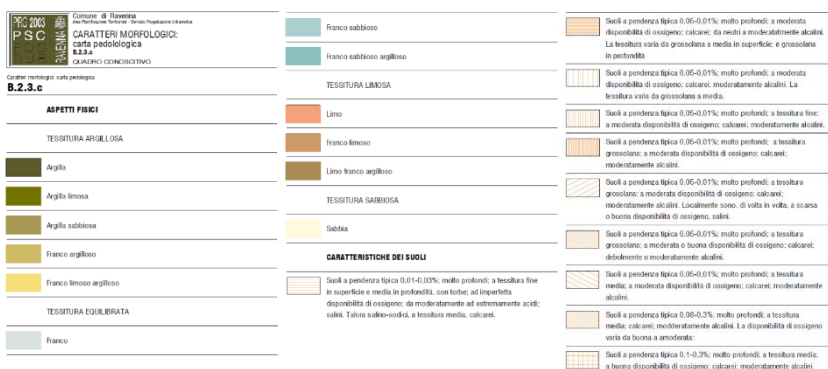 PRG 2003
PSC
RAVENNA
Comune di Ravenna
Area Pianificazione Territoriale - Servizio Progettazione Urbanistica
CARATTERI MORFOLOGICI:
carta pedolologica
B.2.3.c
QUADRO CONOSCITIVO
Caratteri morfologici: carta pedologica
B.2.3.c
ASPETTI FISICI
TESSITURA ARGILLOSA
Argilla
Argilla limosa
Argilla sabbiosa
Franco argilloso
Franco limoso argilloso
TESSITURA EQUILIBRATA
Franco
Franco sabbioso
Franco sabbioso argilloso
TESSITURA LIMOSA
Limo
Franco limoso
Limo franco argilloso
TESSITURA SABBIOSA
Sabbia
CARATTERISTICHE DEI SUOLI
Suoli a pendenza tipica 0,01-0,03%; molto profondi; a tessitura fine
in superficie e media in profondità, con torbe; ad imperfetta
disponibilità di ossigeno; da moderatamente ad estremamente acidi;
salini. Talora salino-sodici, a tessitura media, calcarei.
Suoli a pendenza tipica 0.05-0,01%; molto profondi; a moderata
disponibilità di ossigeno; calcarei; da neutri a moderatamente alcalini.
La tessitura varia da grossolana a media in superficie; è grossolana
in profondità
Suoli a pendenza tipica 0.05-0,01%; molto profondi; a moderata
disponibilità di ossigeno; calcarei; moderatamente alcalini. La
tessitura varia da grossolana a media.
Suoli a pendenza tipica 0.05-0,01%; molto profondi; a tessitura fine;
a moderata disponibilità di ossigeno; calcarei; moderatamente alcalini.
Suoli a pendenza tipica 0.05-0,01%; molto profondi; a tessitura
grossolana; a moderata disponibilità di ossigeno; calcarei;
moderatamente alcalini.
Suoli a pendenza tipica 0.05-0,01%; molto profondi; a tessitura
grosolana; a moderata disponibilità di ossigeno; calcarei;
moderatamente alcalini. Localmente sono, di volta in volta, a scarsa
o buona disponibilità di ossigeno, salini.
Suoli a pendenza tipica 0.05-0,01%; molto profondi; a tessitura
grossolana; a moderata o buona disponibilità di ossigeno; calcarei;
debolmente o moderatamente alcalini.
Suoli a pendenza tipica 0,05-0,01%; molto profondi; a tessitura
media; a moderata disponibilità di ossigeno; calcarei; moderatamente
alcalini.
Suoli a pendenza tipica 0.08-0.3%; molto profondi; a tessitura
media; calcarei; modderatamente alcalini. La disponibilità di ossigeno
varia da buona a amoderata:
Suoli a pendenza tipica 0,1-0,3%; molto profondi; a tessitura media;
a buona disponibilità di ossigeno; calcarei; moderatamente alcalini.